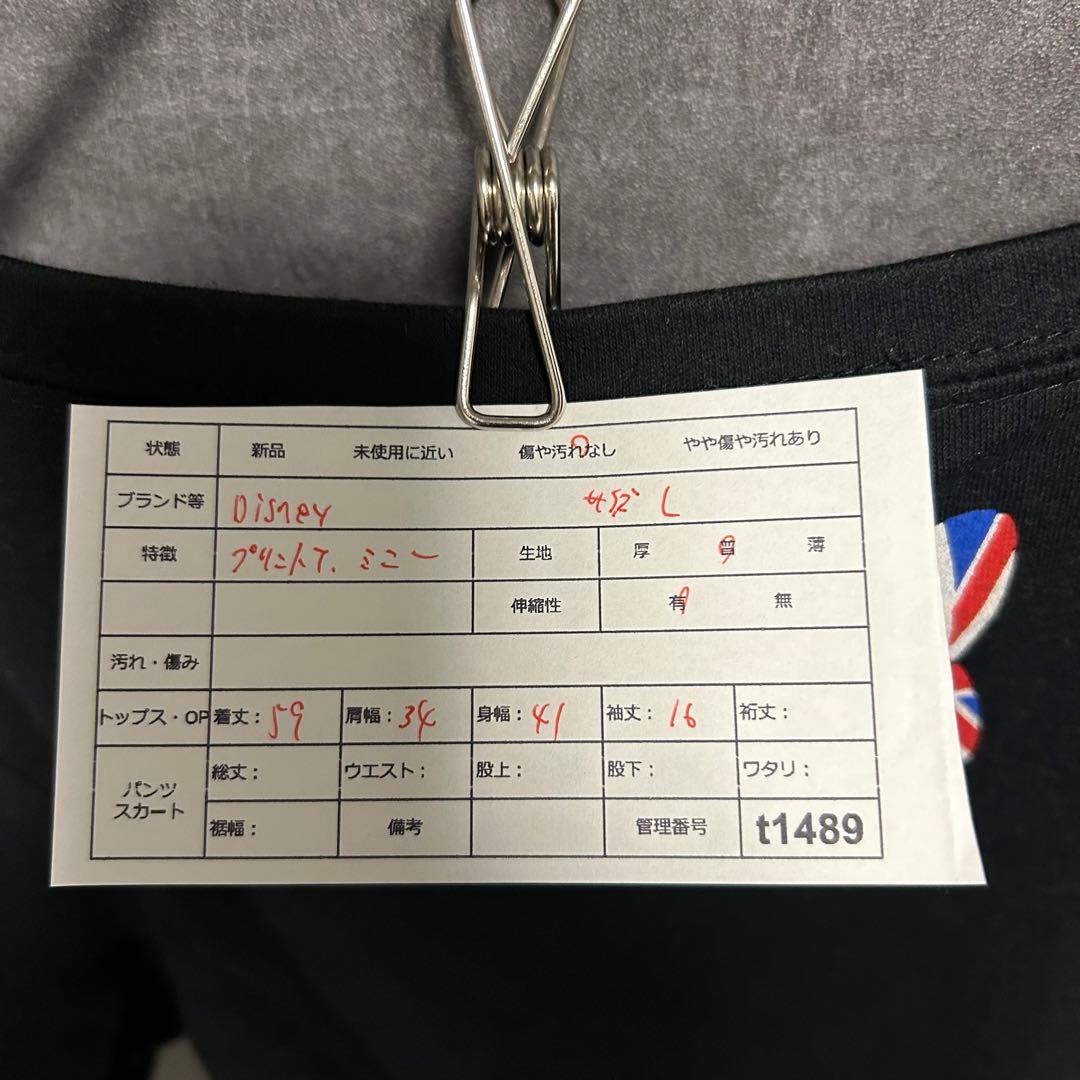 状態 新品 未使用に近い 傷や汚れなし やや傷や汚れあり
ブランド等 Disney サイズ L
特徴 プリントT. ミニー 生地 厚 普 薄
伸縮性 有 無
汚れ・傷み
トップス・OP 着丈: 59 肩幅: 34 身幅: 41 袖丈: 16 裄丈:
パンツ スカート 総丈: ウエスト: 股上: 股下: ワタリ:
裾幅: 備考 管理番号 t1489